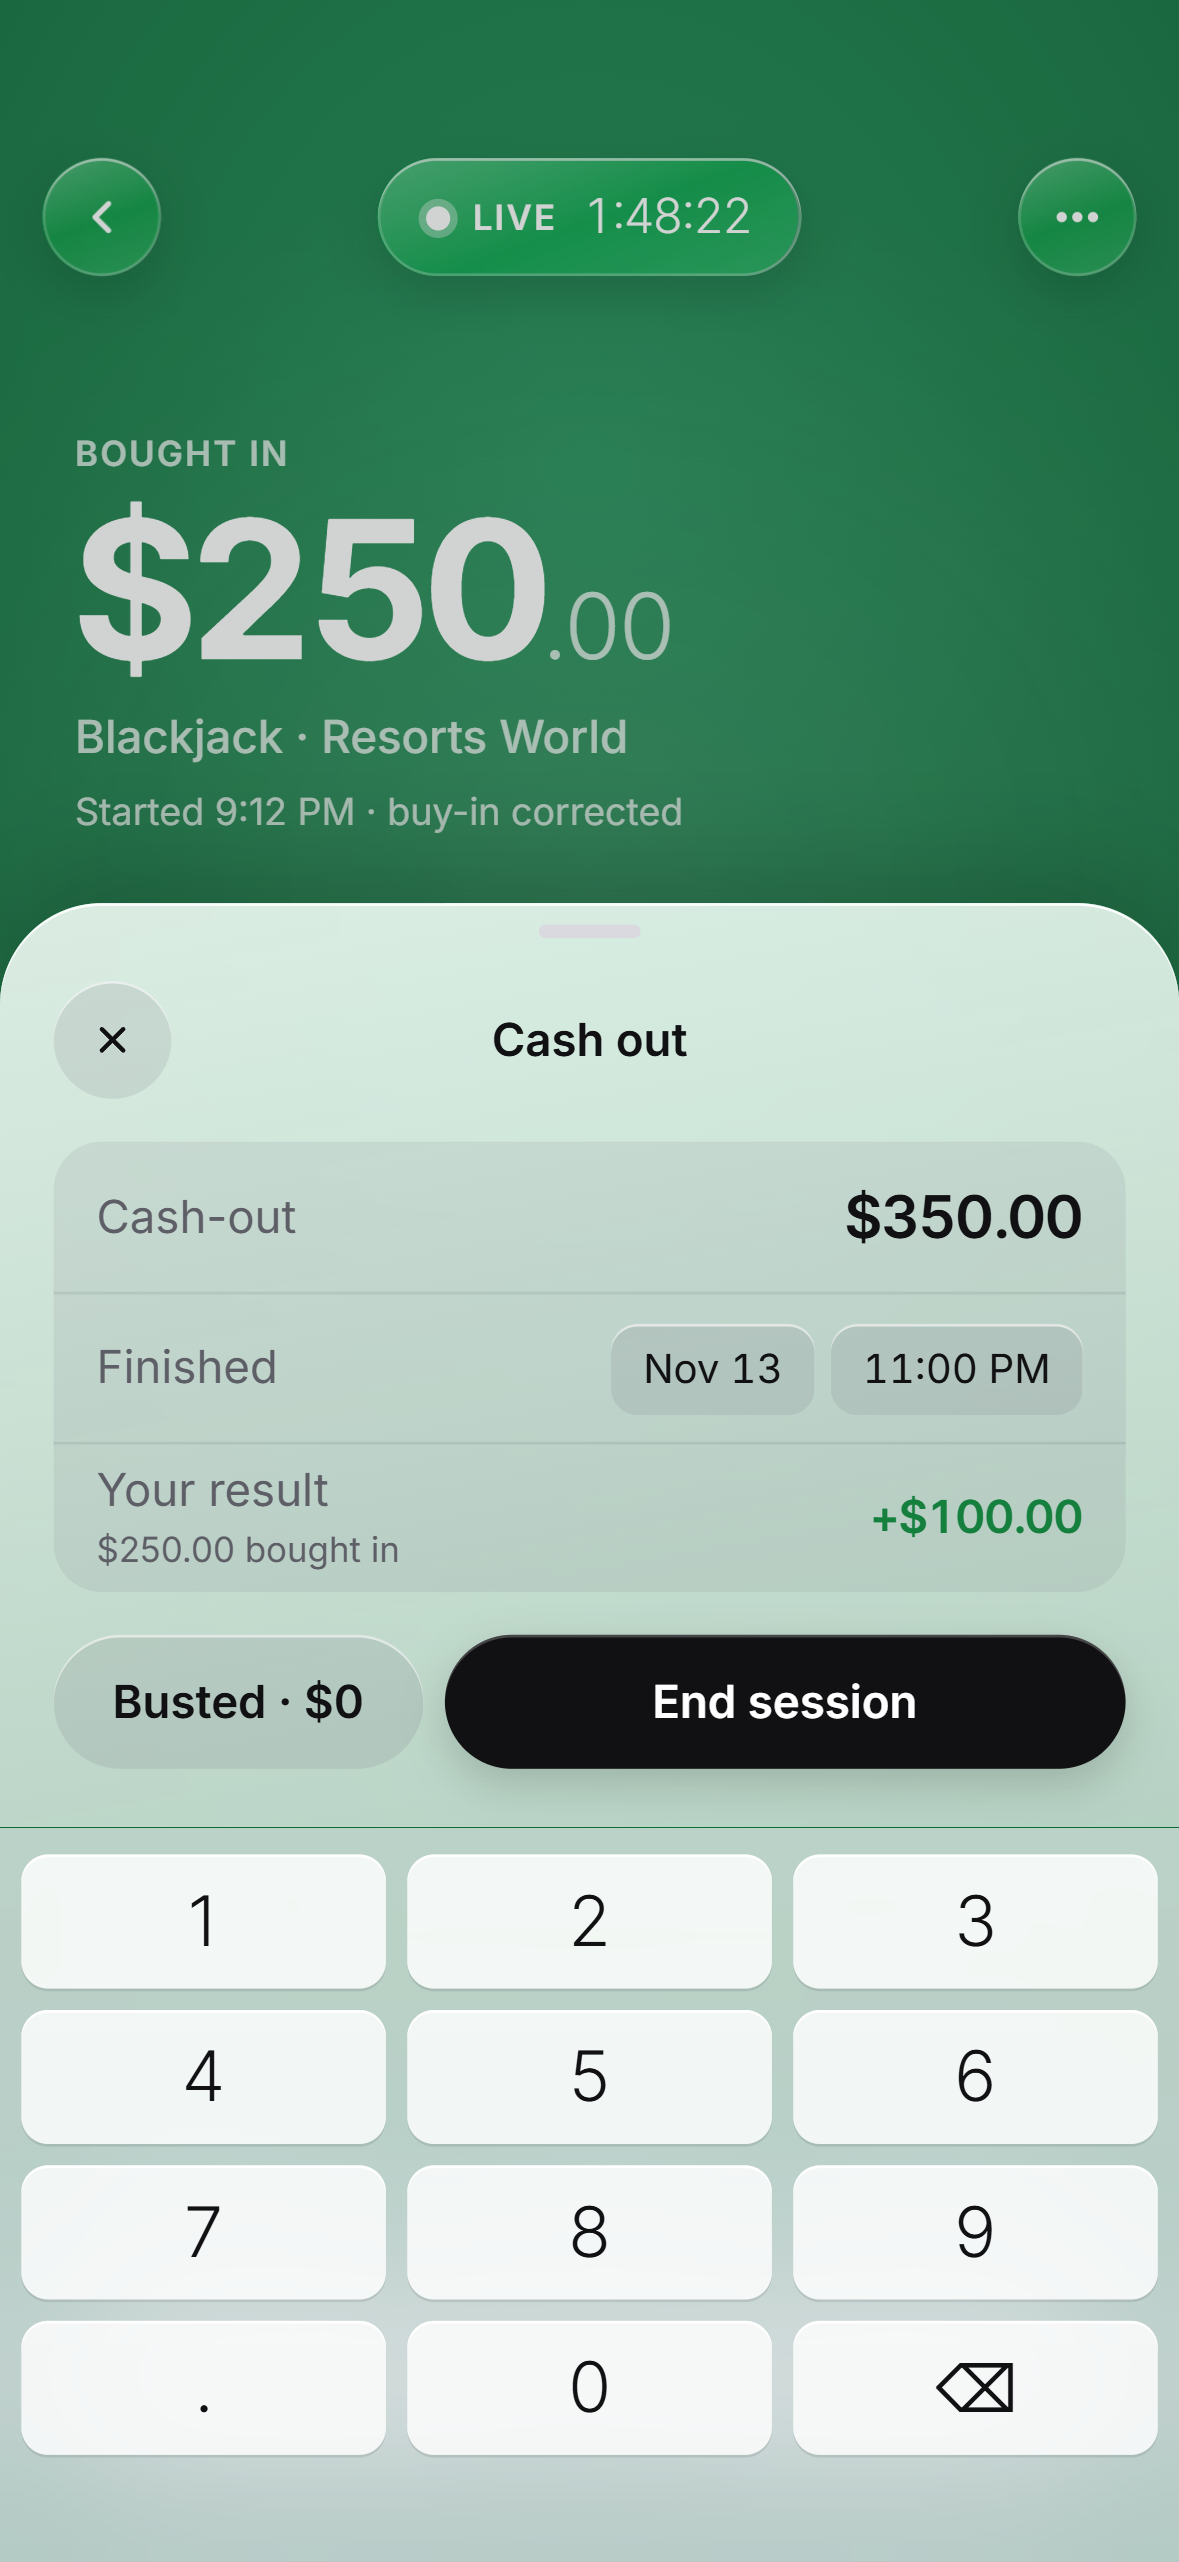 LIVE 1:48:22
BOUGHT IN
$250.00
Blackjack · Resorts World
Started 9:12 PM · buy-in corrected
Cash out
Cash-out $350.00
Finished Nov 13 11:00 PM
Your result
$250.00 bought in
+$100.00
Busted · $0 End session
1 2 3
4 5 6
7 8 9
. 0